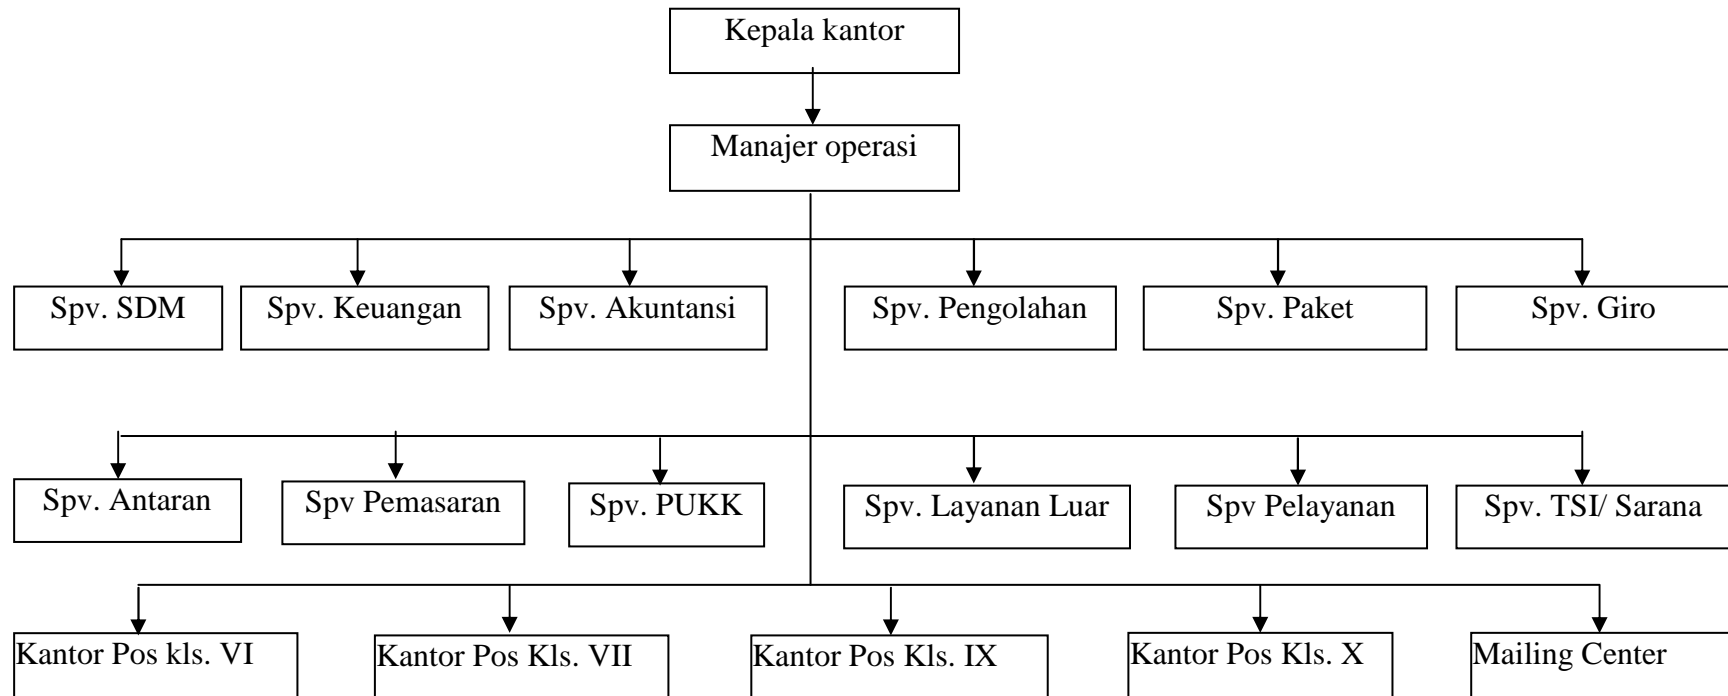 Kepala kantor
Manajer operasi
Spv. SDM
Spv. Keuangan
Spv. Akuntansi
Spv. Pengolahan
Spv. Paket
Spv. Giro
Spv. Antaran
Spv Pemasaran
Spv. PUKK
Spv. Layanan Luar
Spv Pelayanan
Spv. TSI/ Sarana
Kantor Pos kls. VI
Kantor Pos Kls. VII
Kantor Pos Kls. IX
Kantor Pos Kls. X
Mailing Center